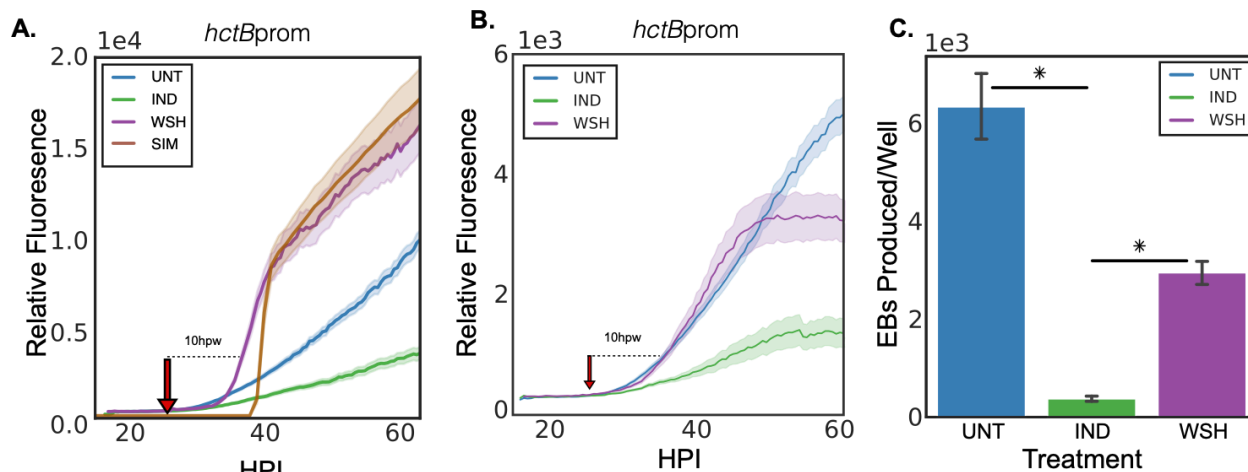 A.
1e4
hctBprom
2.0
1.5
1.0
0.5
0.0
Relative Fluoresence
UNT
IND
WSH
SIM
10hpw
20
40
60
HPI
B.
1e3
hctBprom
6
4
2
0
Relative Fluoresence
UNT
IND
WSH
10hpw
20
40
60
HPI
C.
1e3
6
4
2
0
EBs Produced/Well
UNT
IND
WSH
*
*
UNT
IND
WSH
Treatment